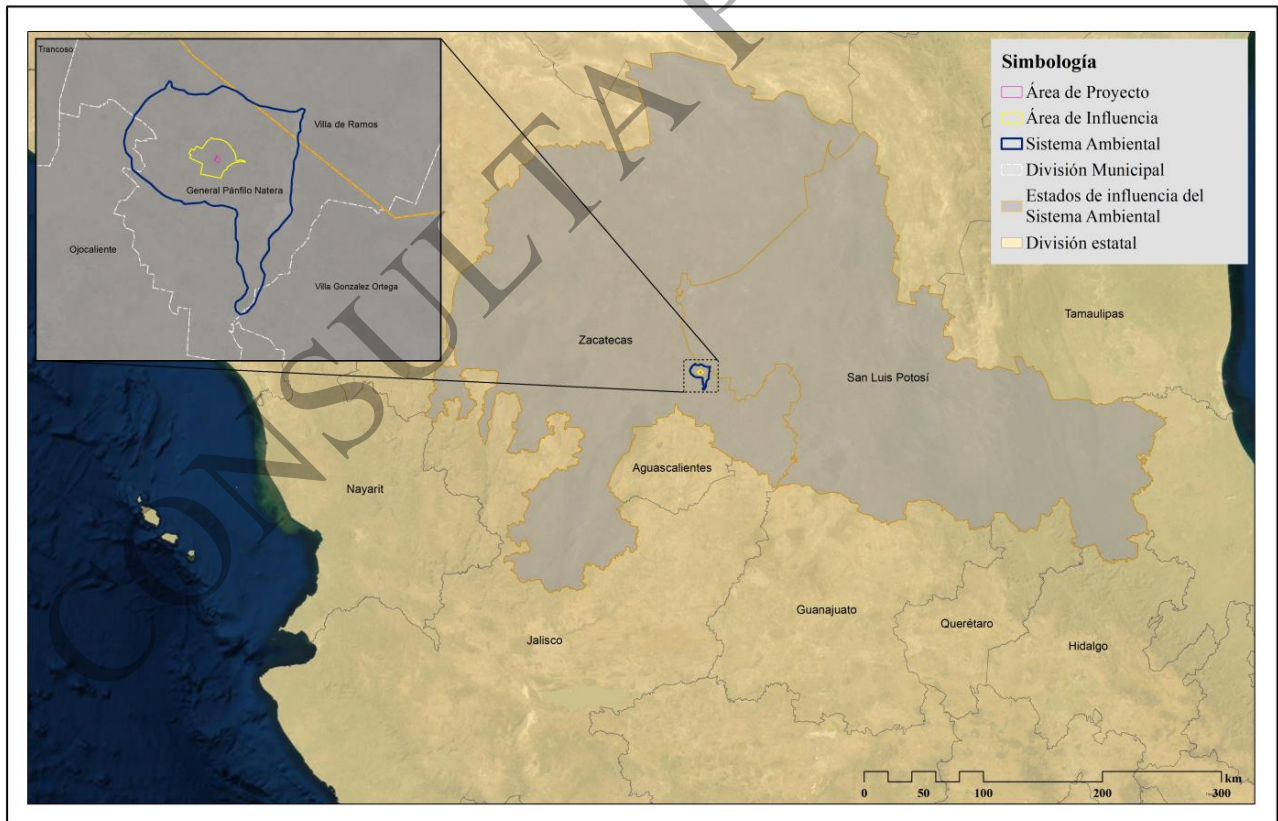 Trancoso
Villa de Ramos
General Pánfilo Natera
Ojocaliente
Villa Gonzalez Ortega
Simbología
Área de Proyecto
Área de Influencia
Sistema Ambiental
División Municipal
Estados de influencia del
Sistema Ambiental
División estatal
Tamaulipas
Zacatecas
San Luis Potosí
Aguascalientes
Nayarit
Guanajuato
Querétaro
Jalisco
Hidalgo
km
0 50 100 200 300
CONSULTA P